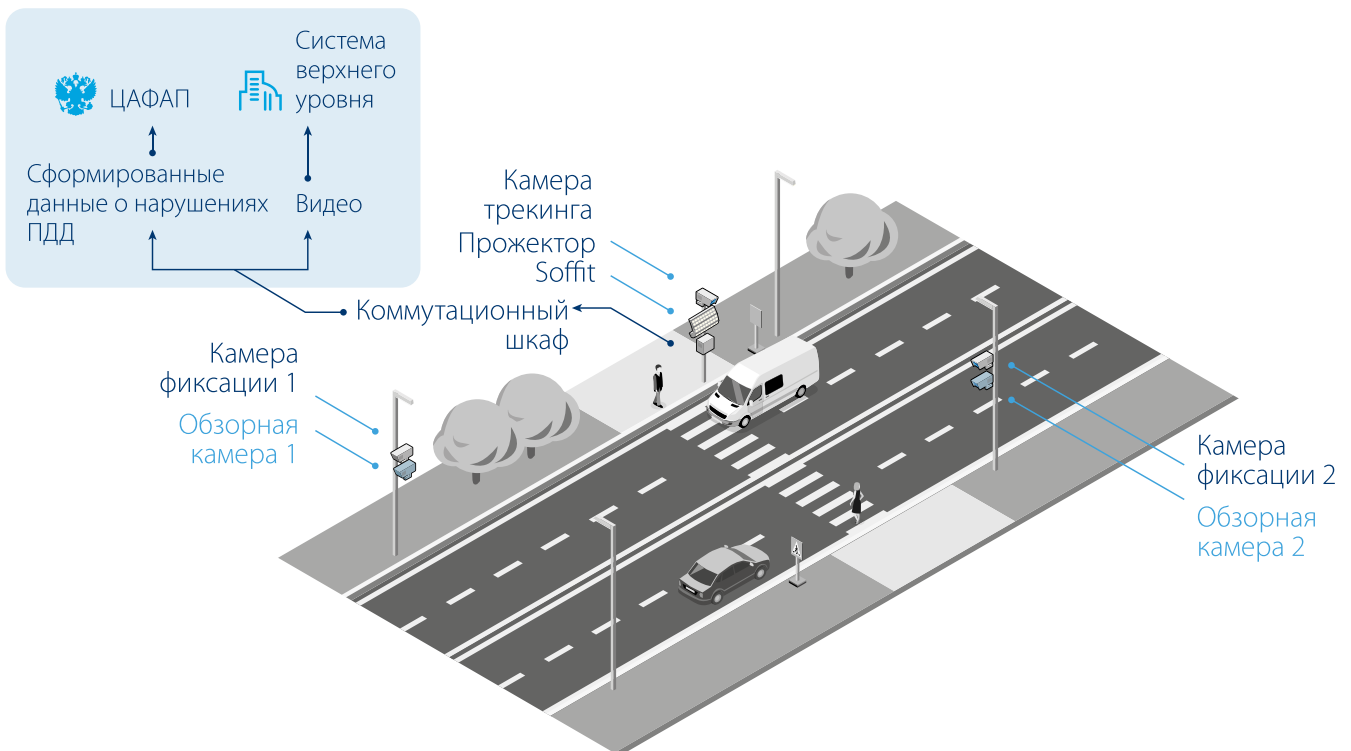 ЦАФАП
Система
верхнего
уровня
Сформированные
данные о нарушениях
ПДД
Видео
Камера
трекинга
Прожектор
Soffit
Коммутационный
шкаф
Камера
фиксации 1
Обзорная
камера 1
Камера
фиксации 2
Обзорная
камера 2